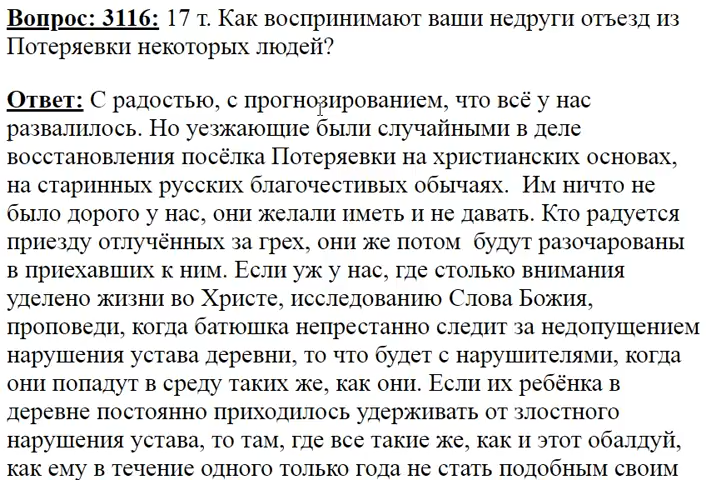 Вопрос: 3116: 17 т. Как воспринимают ваши недруги отъезд из
Потеряевки некоторых людей?
Ответ: С радостью, с прогнозированием, что всё у нас
развалилось. Но уезжающие были случайными в деле
восстановления посёлка Потеряевки на христианских основах,
на старинных русских благочестивых обычаях.  Им ничто не
было дорого у нас, они желали иметь и не давать. Кто радуется
приезду отлучённых за грех, они же потом  будут разочарованы
в приехавших к ним. Если уж у нас, где столько внимания
уделено жизни во Христе, исследованию Слова Божия,
проповеди, когда батюшка непрестанно следит за недопущением
нарушения устава деревни, то что будет с нарушителями, когда
они попадут в среду таких же, как они. Если их ребёнка в
деревне постоянно приходилось удерживать от злостного
нарушения устава, то там, где все такие же, как и этот обалдуй,
как ему в течение одного только года не стать подобным своим